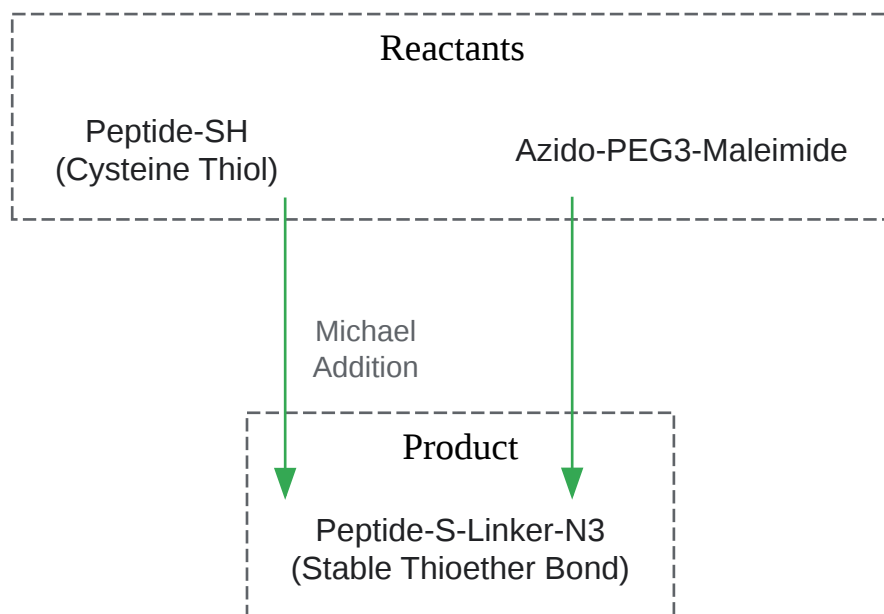 Reactants
Peptide-SH
(Cysteine Thiol)
Azido-PEG3-Maleimide
Michael
Addition
Product
Peptide-S-Linker-N3
(Stable Thioether Bond)